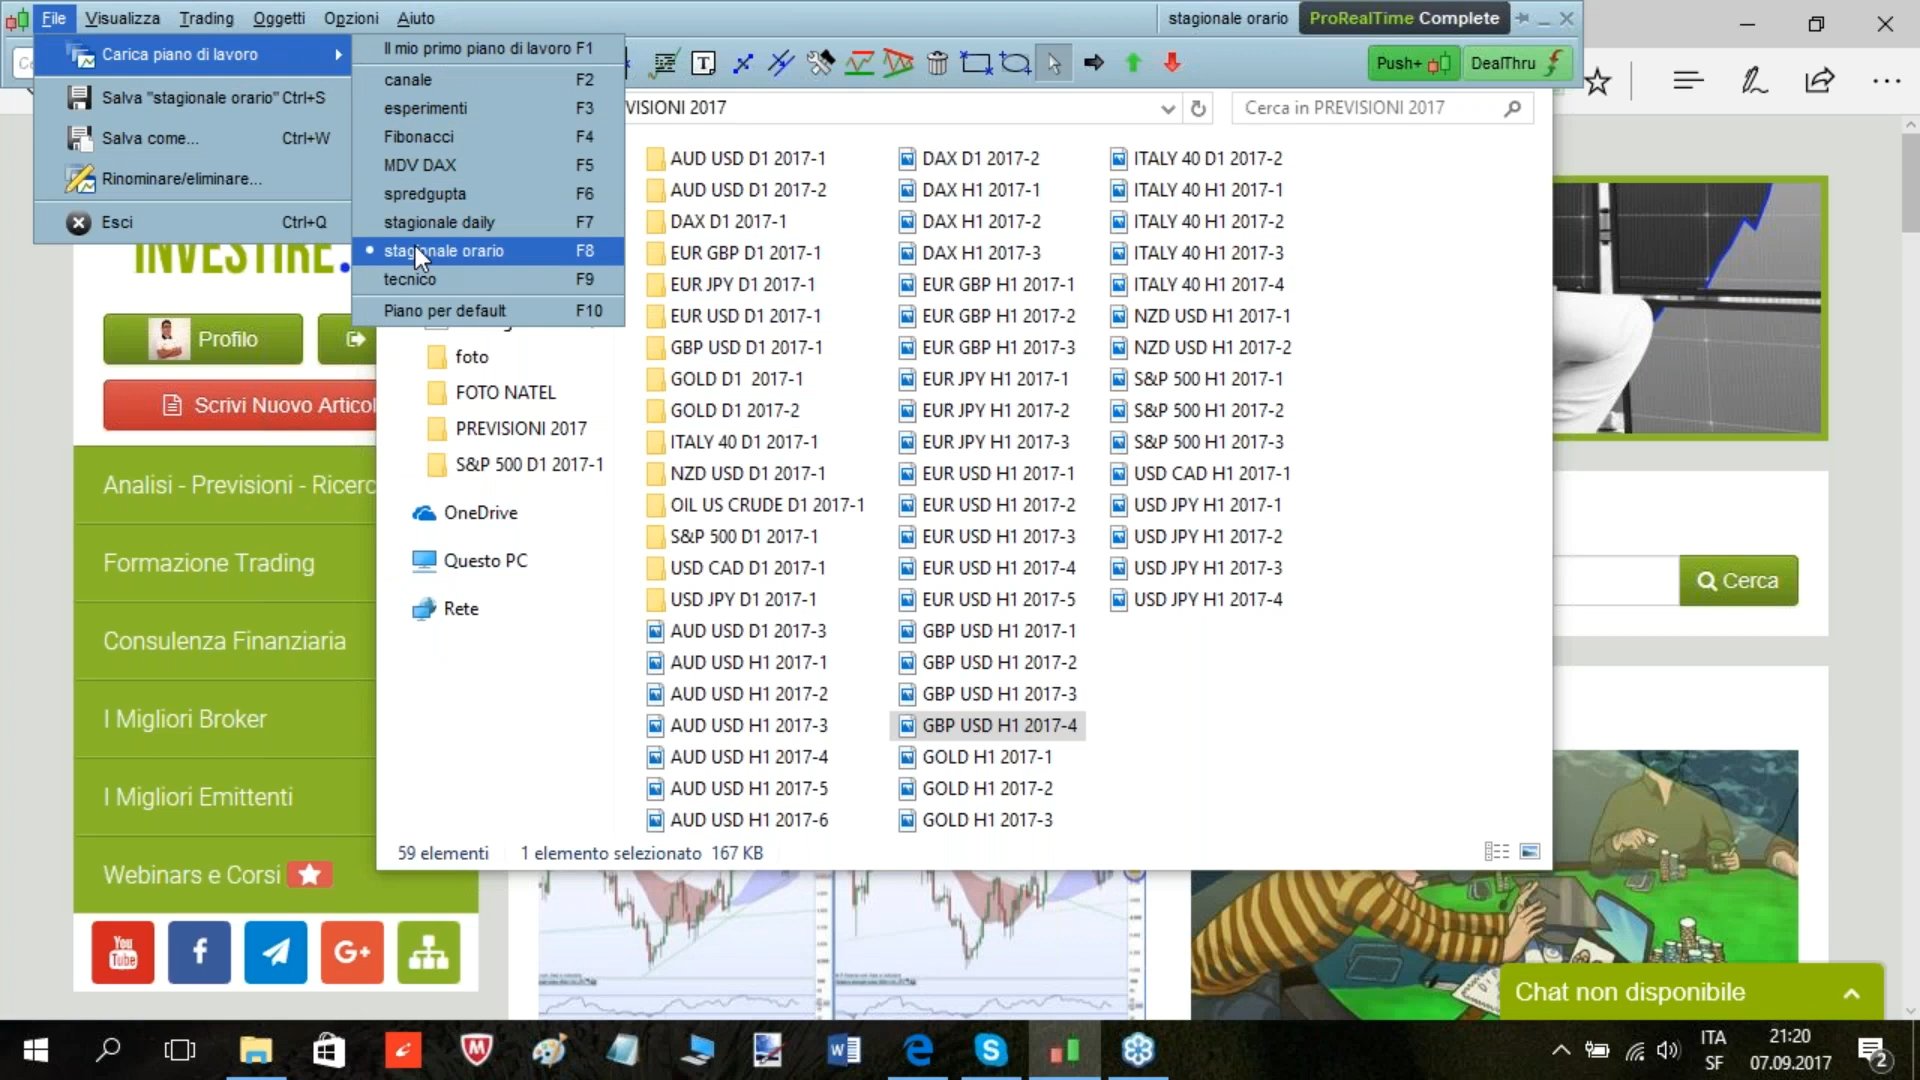 File Visualizza Trading Oggetti Opzioni Aiuto
stagionale orario ProRealTime Complete
Carica piano di lavoro
Salva "stagionale orario" Ctrl+S
Salva come... Ctrl+W
Rinominare/eliminare...
Esci Ctrl+Q
Il mio primo piano di lavoro F1
canale F2
esperimenti F3
Fibonacci F4
MDV DAX F5
spredgupta F6
stagionale daily F7
stagionale orario F8
tecnico F9
Piano per default F10
Push+ DealThru
VISIONI 2017
Cerca in PREVISIONI 2017
INVESTIRE.
Profilo
Scrivi Nuovo Articol
Analisi - Previsioni - Ricerc
Formazione Trading
Consulenza Finanziaria
I Migliori Broker
I Migliori Emittenti
Webinars e Corsi
You
Tube
f
G+
foto
FOTO NATEL
PREVISIONI 2017
S&P 500 D1 2017-1
OneDrive
Questo PC
Rete
AUD USD D1 2017-1
AUD USD D1 2017-2
DAX D1 2017-1
EUR GBP D1 2017-1
EUR JPY D1 2017-1
EUR USD D1 2017-1
GBP USD D1 2017-1
GOLD D1  2017-1
GOLD D1 2017-2
ITALY 40 D1 2017-1
NZD USD D1 2017-1
OIL US CRUDE D1 2017-1
S&P 500 D1 2017-1
USD CAD D1 2017-1
USD JPY D1 2017-1
AUD USD D1 2017-3
AUD USD H1 2017-1
AUD USD H1 2017-2
AUD USD H1 2017-3
AUD USD H1 2017-4
AUD USD H1 2017-5
AUD USD H1 2017-6
DAX D1 2017-2
DAX H1 2017-1
DAX H1 2017-2
DAX H1 2017-3
EUR GBP H1 2017-1
EUR GBP H1 2017-2
EUR GBP H1 2017-3
EUR JPY H1 2017-1
EUR JPY H1 2017-2
EUR JPY H1 2017-3
EUR USD H1 2017-1
EUR USD H1 2017-2
EUR USD H1 2017-3
EUR USD H1 2017-4
EUR USD H1 2017-5
GBP USD H1 2017-1
GBP USD H1 2017-2
GBP USD H1 2017-3
GBP USD H1 2017-4
GOLD H1 2017-1
GOLD H1 2017-2
GOLD H1 2017-3
ITALY 40 D1 2017-2
ITALY 40 H1 2017-1
ITALY 40 H1 2017-2
ITALY 40 H1 2017-3
ITALY 40 H1 2017-4
NZD USD H1 2017-1
NZD USD H1 2017-2
S&P 500 H1 2017-1
S&P 500 H1 2017-2
S&P 500 H1 2017-3
USD CAD H1 2017-1
USD JPY H1 2017-1
USD JPY H1 2017-2
USD JPY H1 2017-3
USD JPY H1 2017-4
59 elementi 1 elemento selezionato 167 KB
Cerca
Chat non disponibile
ITA
SF
21:20
07.09.2017
2